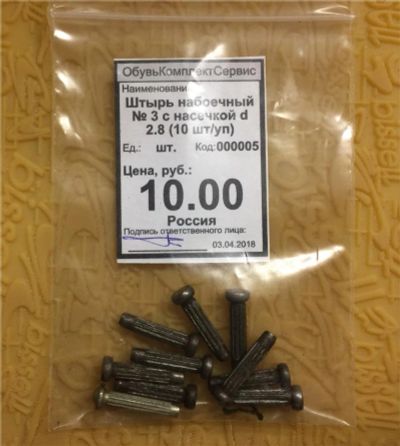 ОбувьКомплектСервис
Наименовани
Штырь набоечный
№ 3 с насечкой d
2.8 (10 шт/уп)
Ед.: шт. Код: 000005
Цена, руб.:
10.00
Россия
Подпись ответственного лица:
03.04.2018